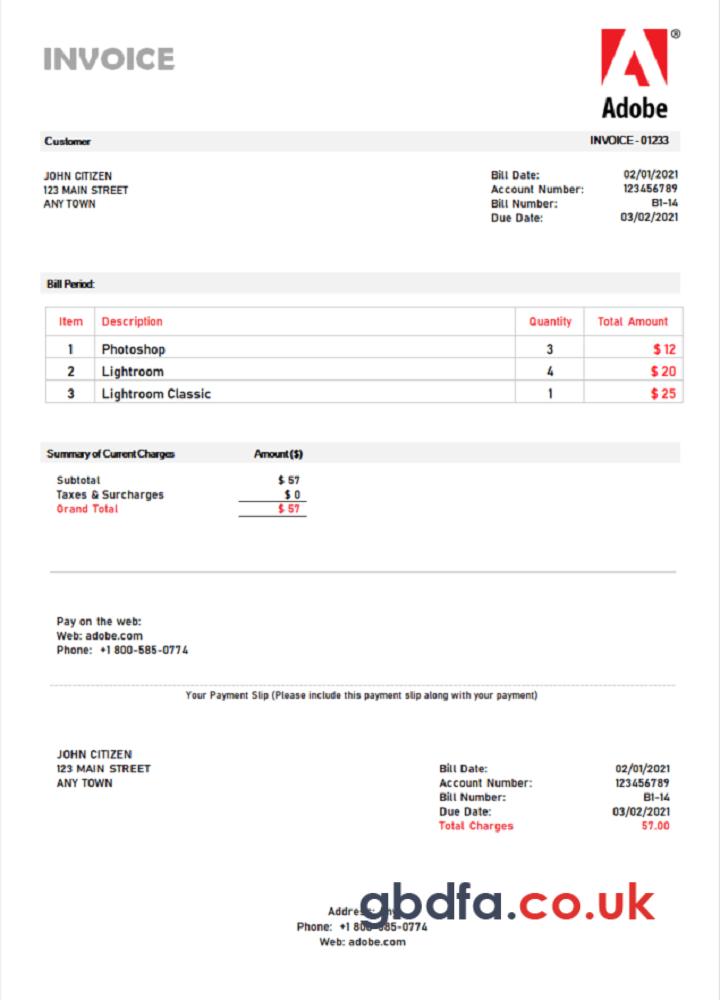 INVOICE
®
Adobe
Customer INVOICE - 01233
JOHN CITIZEN
123 MAIN STREET
ANY TOWN
Bill Date: 02/01/2021
Account Number: 123456789
Bill Number: B1-14
Due Date: 03/02/2021
Bill Period:
Item Description Quantity Total Amount
1 Photoshop 3 $ 12
2 Lightroom 4 $ 20
3 Lightroom Classic 1 $ 25
Summary of Current Charges Amount ($)
Subtotal $ 57
Taxes & Surcharges $ 0
Grand Total $ 57
Pay on the web:
Web: adobe.com
Phone: +1 800-585-0774
Your Payment Slip (Please include this payment slip along with your payment)
JOHN CITIZEN
123 MAIN STREET
ANY TOWN
Bill Date: 02/01/2021
Account Number: 123456789
Bill Number: B1-14
Due Date: 03/02/2021
Total Charges 57.00
gbdfa.co.uk
Phone: +1 800-585-0774
Web: adobe.com